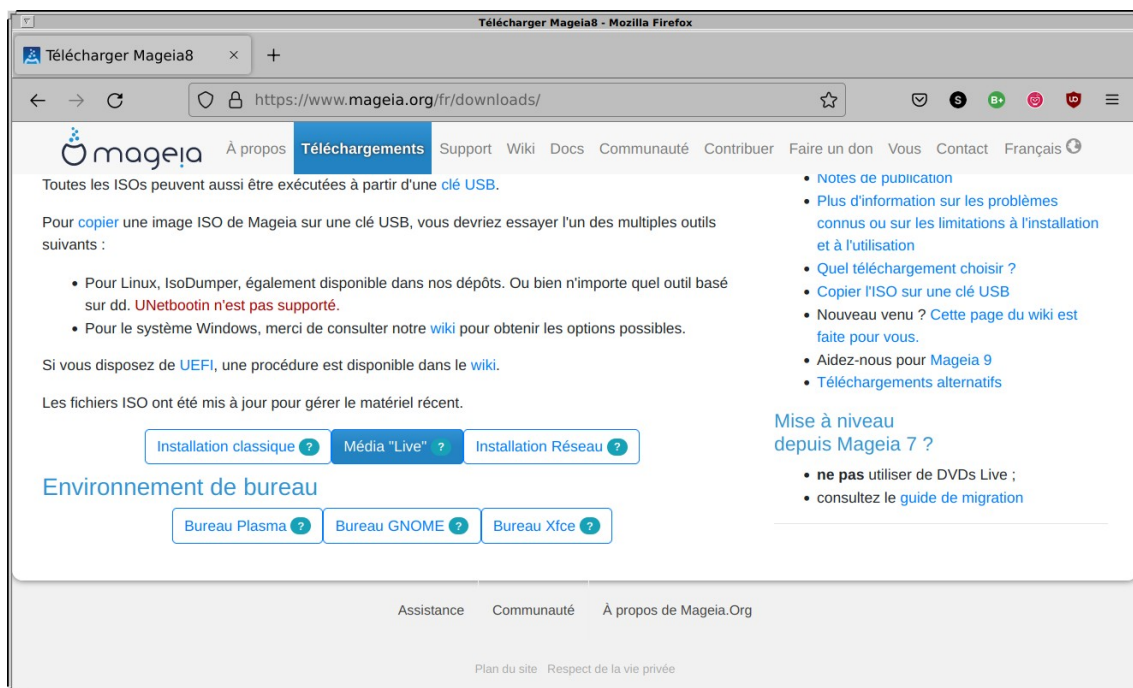 Télécharger Mageia8 - Mozilla Firefox
Télécharger Mageia8 × +
https://www.mageia.org/fr/downloads/
S B+
mageia À propos Téléchargements Support Wiki Docs Communauté Contribuer Faire un don Vous Contact Français
Toutes les ISOs peuvent aussi être exécutées à partir d'une clé USB.
Pour copier une image ISO de Mageia sur une clé USB, vous devriez essayer l'un des multiples outils
suivants :
• Pour Linux, IsoDumper, également disponible dans nos dépôts. Ou bien n'importe quel outil basé
sur dd. UNetbootin n'est pas supporté.
• Pour le système Windows, merci de consulter notre wiki pour obtenir les options possibles.
Si vous disposez de UEFI, une procédure est disponible dans le wiki.
Les fichiers ISO ont été mis à jour pour gérer le matériel récent.
Installation classique ? Média "Live" ? Installation Réseau ?
Environnement de bureau
Bureau Plasma ? Bureau GNOME ? Bureau Xfce ?
• Notes de publication
• Plus d'information sur les problèmes
connus ou sur les limitations à l'installation
et à l'utilisation
• Quel téléchargement choisir ?
• Copier l'ISO sur une clé USB
• Nouveau venu ? Cette page du wiki est
faite pour vous.
• Aidez-nous pour Mageia 9
• Téléchargements alternatifs
Mise à niveau
depuis Mageia 7 ?
• ne pas utiliser de DVDs Live ;
• consultez le guide de migration
Assistance Communauté À propos de Mageia.Org
Plan du site Respect de la vie privée